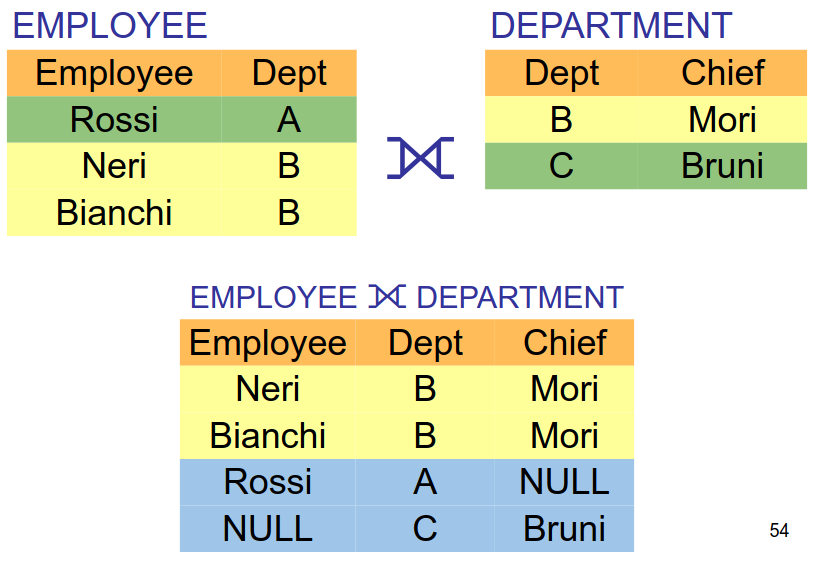 EMPLOYEE
Employee Dept
Rossi A
Neri B
Bianchi B
⟗
DEPARTMENT
Dept Chief
B Mori
C Bruni
EMPLOYEE ⟗ DEPARTMENT
Employee Dept Chief
Neri B Mori
Bianchi B Mori
Rossi A NULL
NULL C Bruni
54